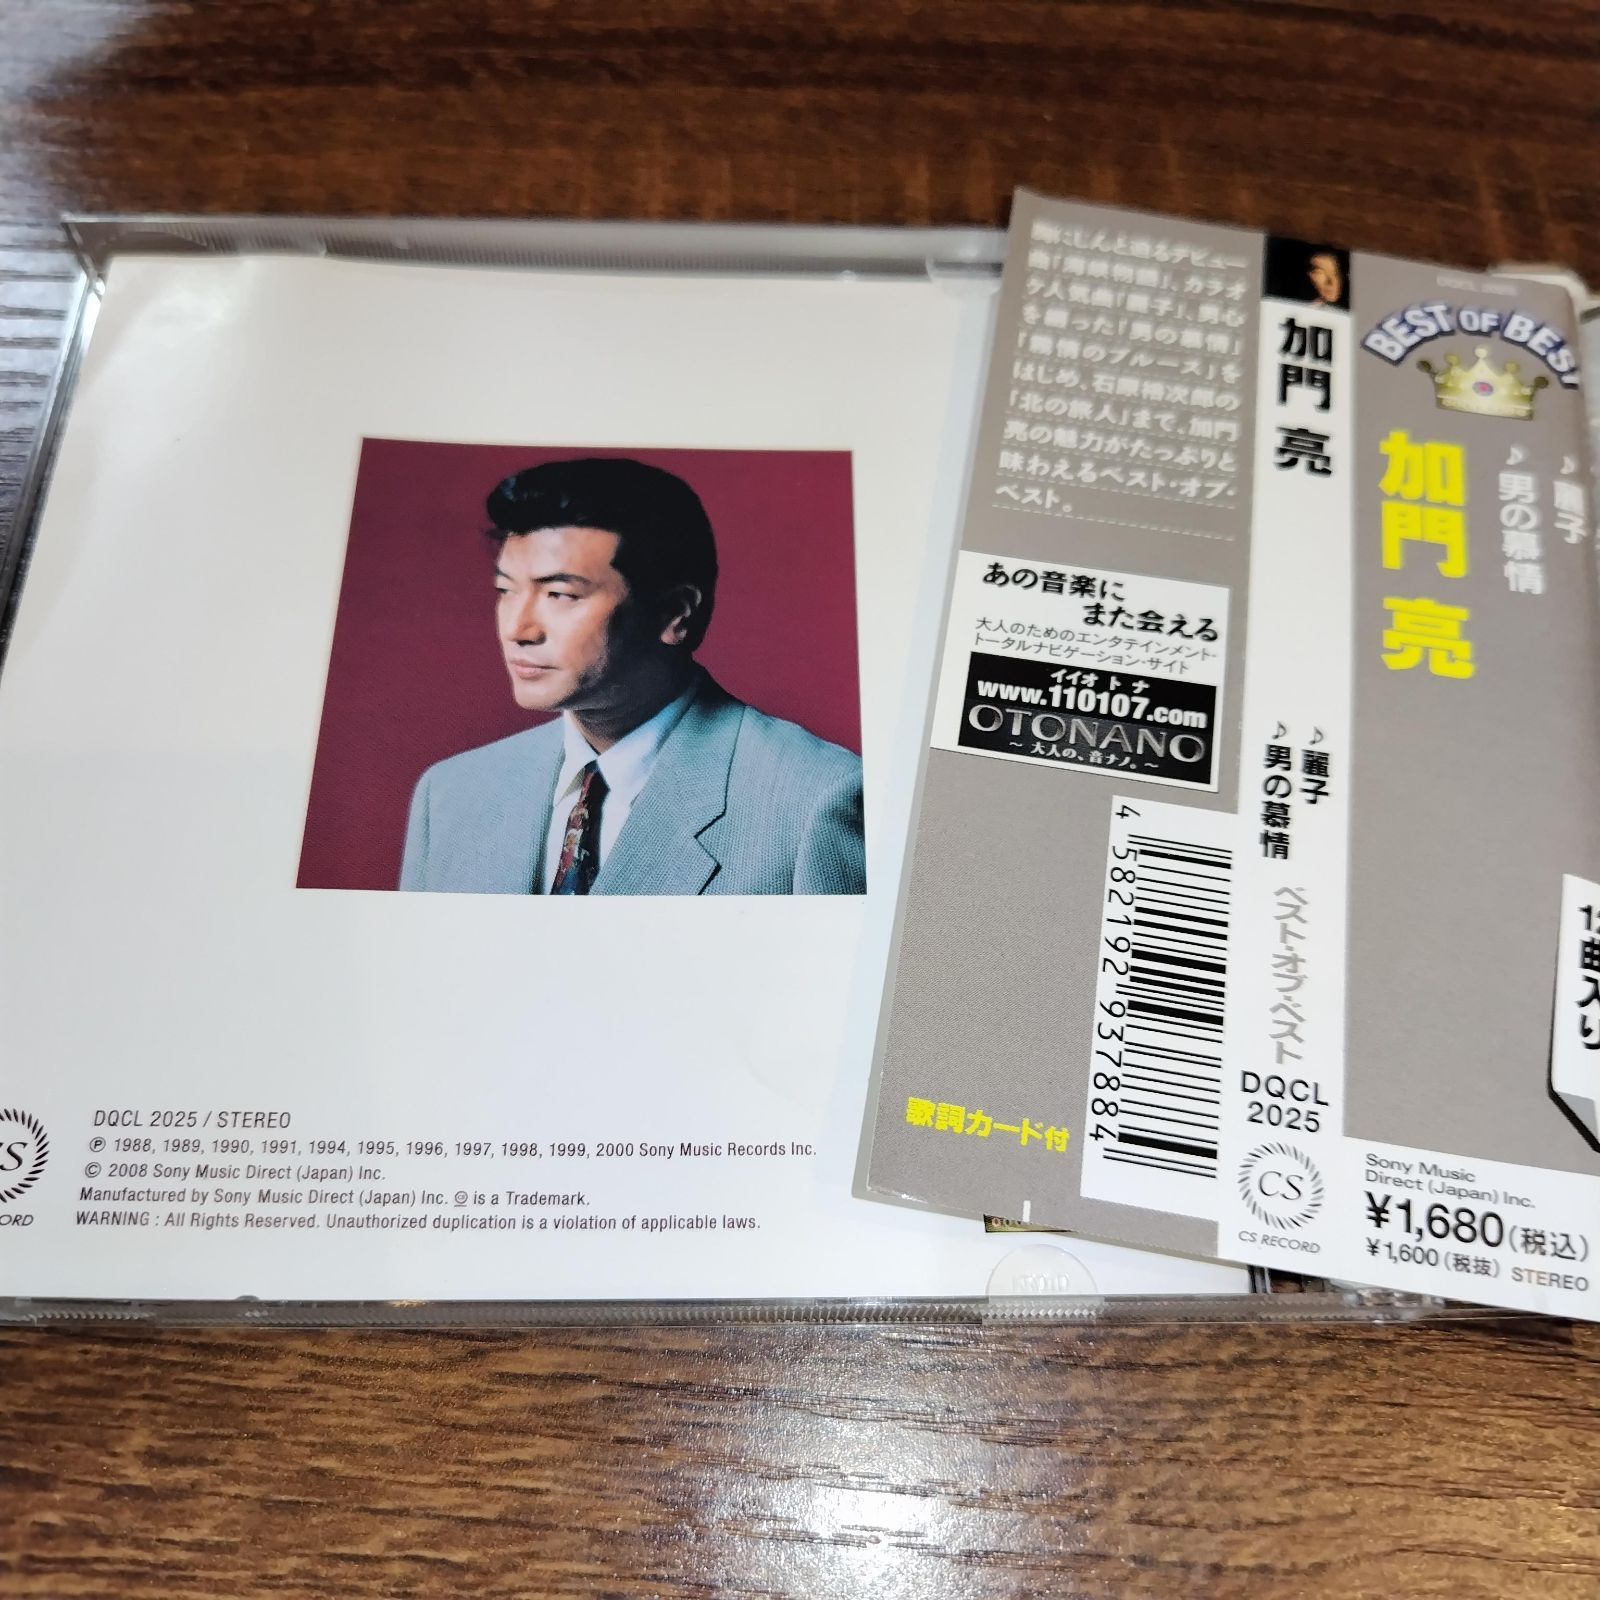 DQCL 2025 / STEREO
Ⓟ 1988, 1989, 1990, 1991, 1994, 1995, 1996, 1997, 1998, 1999, 2000 Sony Music Records Inc.
© 2008 Sony Music Direct (Japan) Inc.
Manufactured by Sony Music Direct (Japan) Inc. is a Trademark.
WARNING : All Rights Reserved. Unauthorized duplication is a violation of applicable laws.
胸にじんと迫るデビュー
曲「海峡物語」、カラオ
ケ人気曲「麗子」、男心
を綴った「男の慕情」
「慕情のブルース」を
はじめ、石原裕次郎の
「北の旅人」まで、加門
亮の魅力がたっぷりと
味わえるベスト・オブ・
ベスト。
あの音楽に
また会える
大人のためのエンタテインメント・
トータルナビゲーション・サイト
イイオトナ
www.110107.com
OTONANO
～大人の、音ナノ。～
4 582192 937884
歌詞カード付
加門 亮
♪麗子
♪男の慕情
ベスト・オブ・ベスト
DQCL
2025
CS
CS RECORD
BEST OF BEST
加門 亮
♪麗子
♪男の慕情
曲入り
Sony Music
Direct (Japan) Inc.
¥1,680(税込)
¥1,600(税抜) STEREO